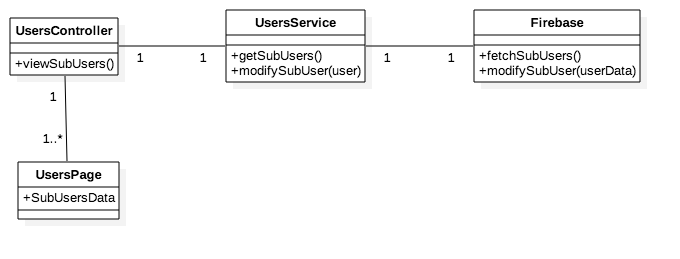 UsersController
+viewSubUsers()
UsersService
+getSubUsers()
+modifySubUser(user)
Firebase
+fetchSubUsers()
+modifySubUser(userData)
1
1
1
1
1
1..*
UsersPage
+SubUsersData